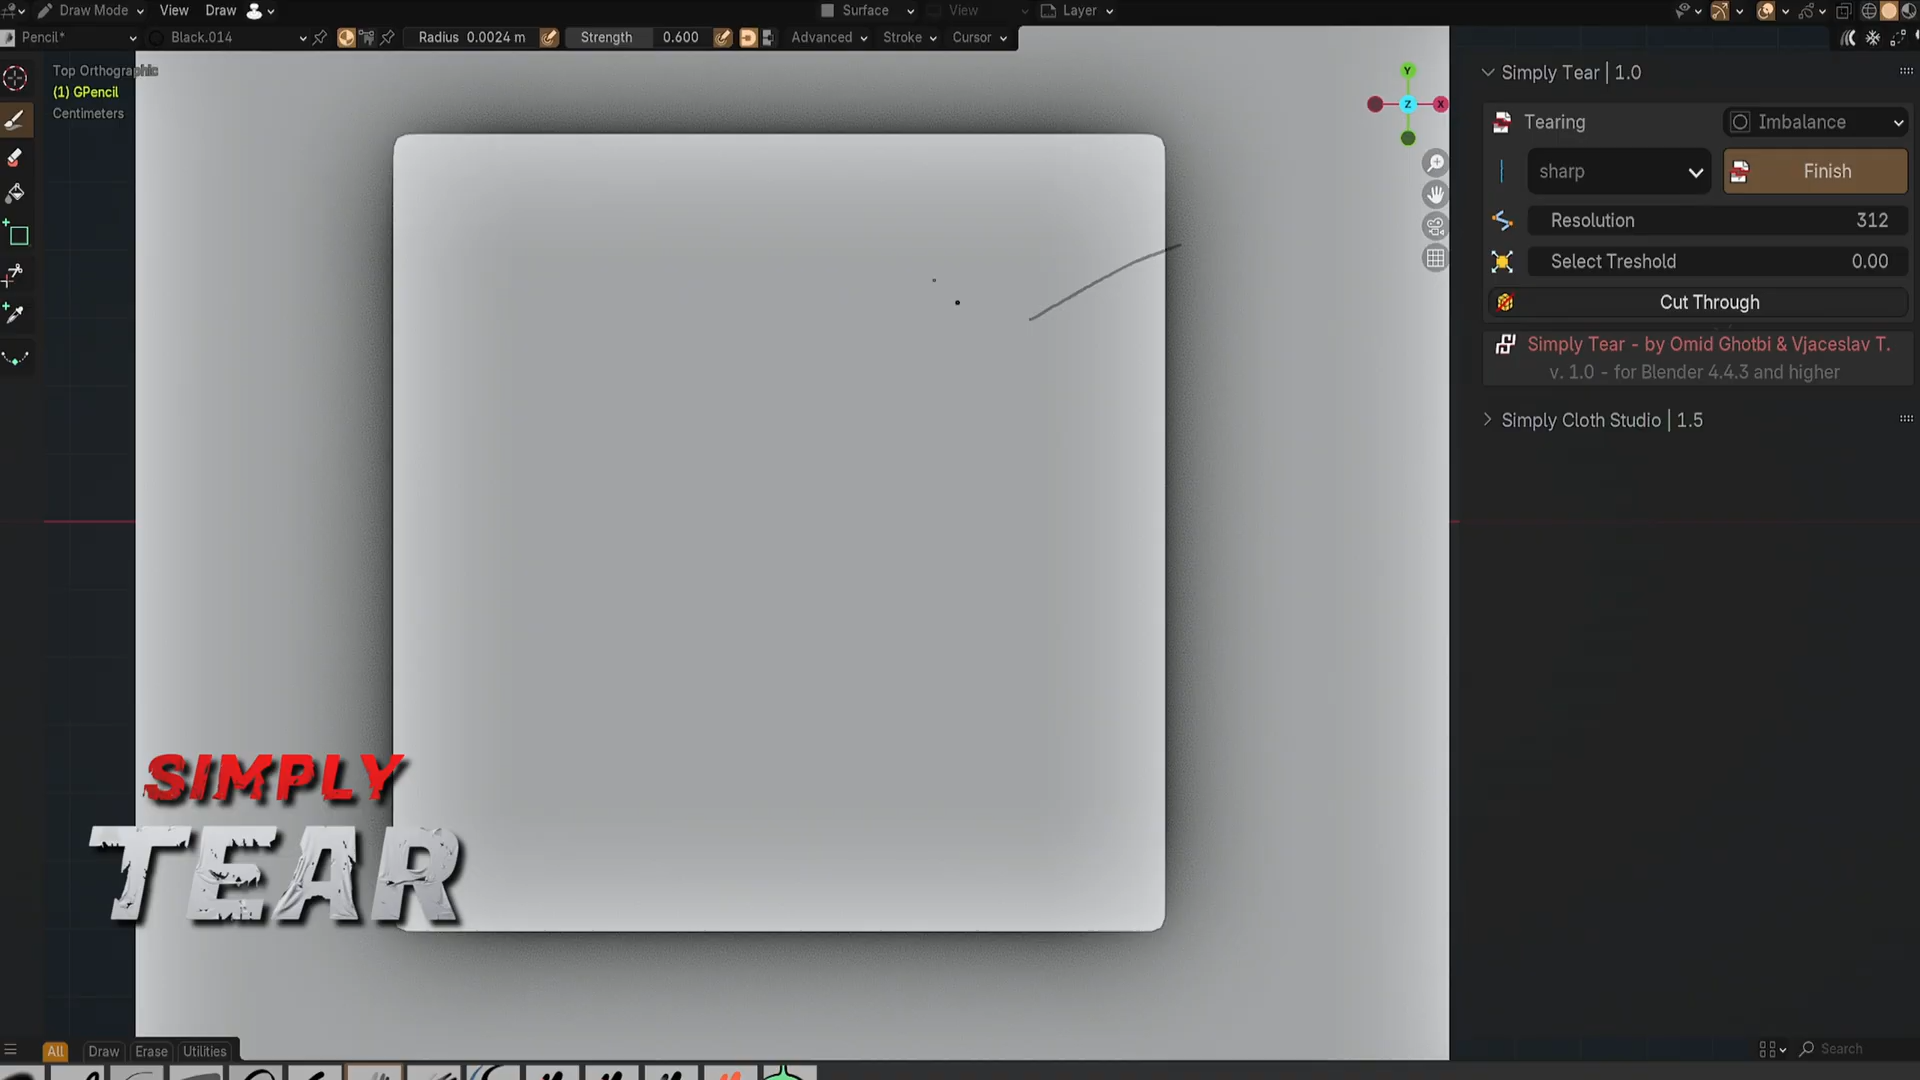 Draw Mode View Draw Surface View Layer
Pencil* Black.014 Radius 0.0024 m Strength 0.600 Advanced Stroke Cursor
Top Orthographic
(1) GPencil
Centimeters
Y
Z X
Simply Tear | 1.0
Tearing Imbalance
sharp Finish
Resolution 312
Select Treshold 0.00
Cut Through
Simply Tear - by Omid Ghotbi & Vjaceslav T.
v. 1.0 - for Blender 4.4.3 and higher
Simply Cloth Studio | 1.5
SIMPLY
TEAR
All Draw Erase Utilities Search